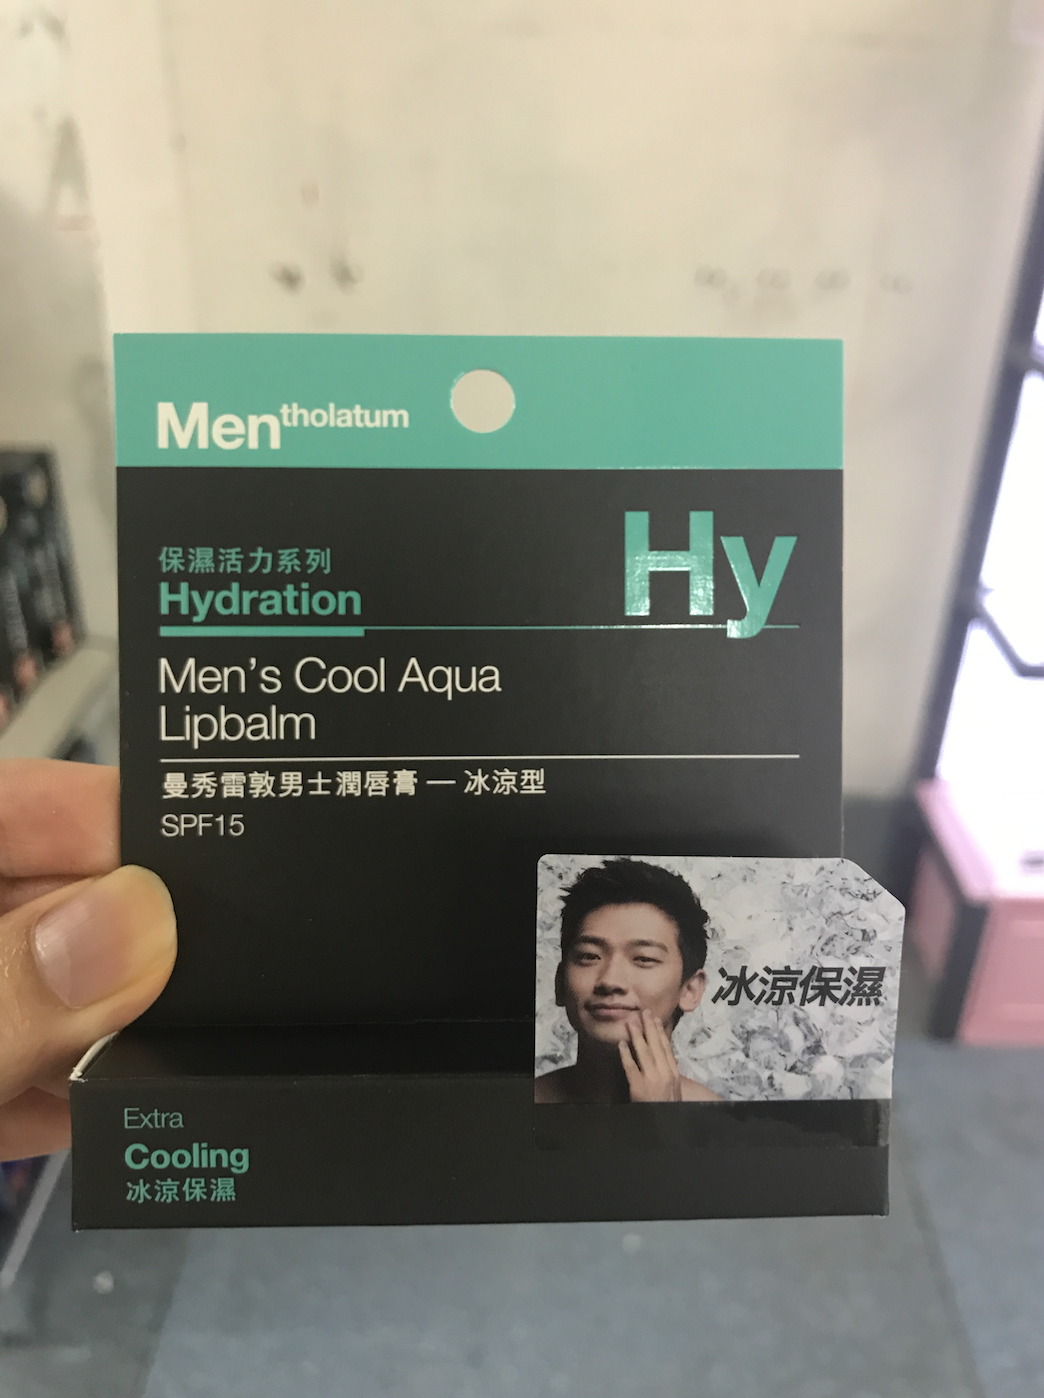 Mentholatum
保濕活力系列
Hydration
Hy
Men's Cool Aqua
Lipbalm
曼秀雷敦男士潤唇膏 — 冰涼型
SPF15
冰涼保濕
Extra
Cooling
冰涼保濕